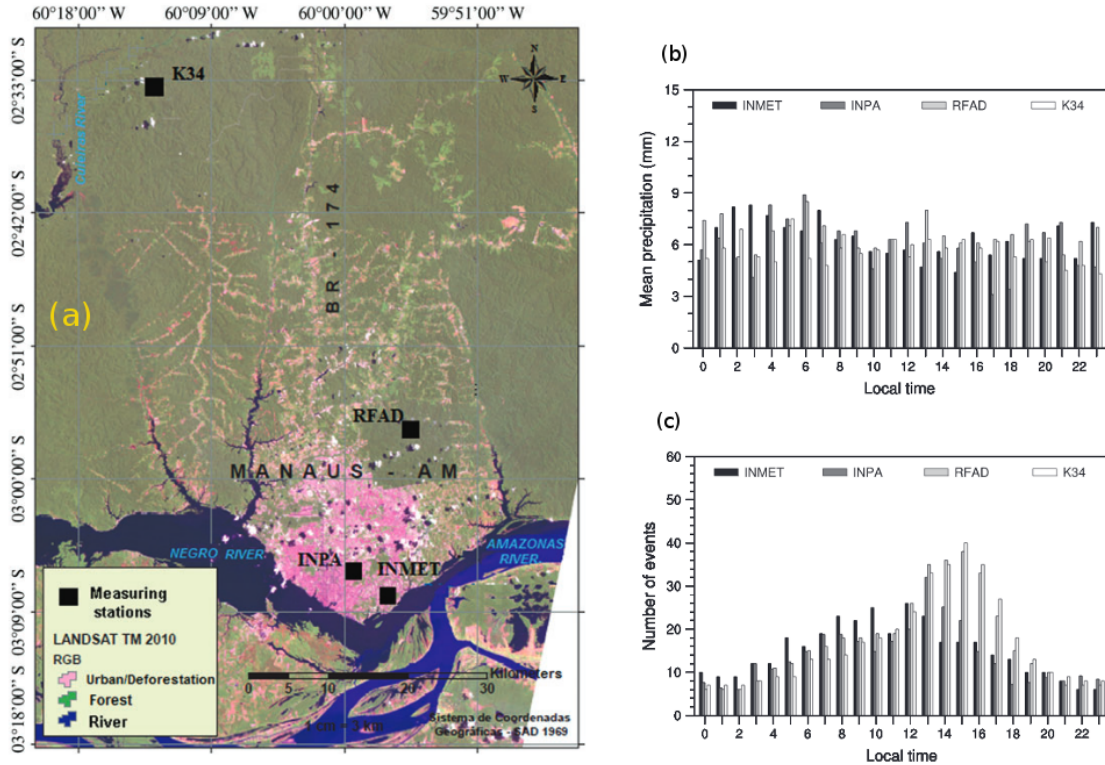 60°18'00'' W 60°09'00'' W 60°00'00'' W 59°51'00'' W
02°33'00'' S
02°42'00'' S
02°51'00'' S
03°00'00'' S
03°09'00'' S
03°18'00'' S
K34
N
W E
S
River
BR - 174
(a)
RFAD
MANAUS - AM
NEGRO RIVER
AMAZONAS
RIVER
INPA
INMET
Measuring
stations
LANDSAT TM 2010
RGB
Urban/Deforestation
Forest
River
Kilometers
0 5 10 20 30
1 cm = 3 km
Sistema de Coordenadas
Geográficas - SAD 1969
(b)
INMET INPA RFAD K34
15
12
9
6
3
0
Mean precipitation (mm)
0 2 4 6 8 10 12 14 16 18 20 22
Local time
(c)
INMET INPA RFAD K34
60
50
40
30
20
10
0
Number of events
0 2 4 6 8 10 12 14 16 18 20 22
Local time